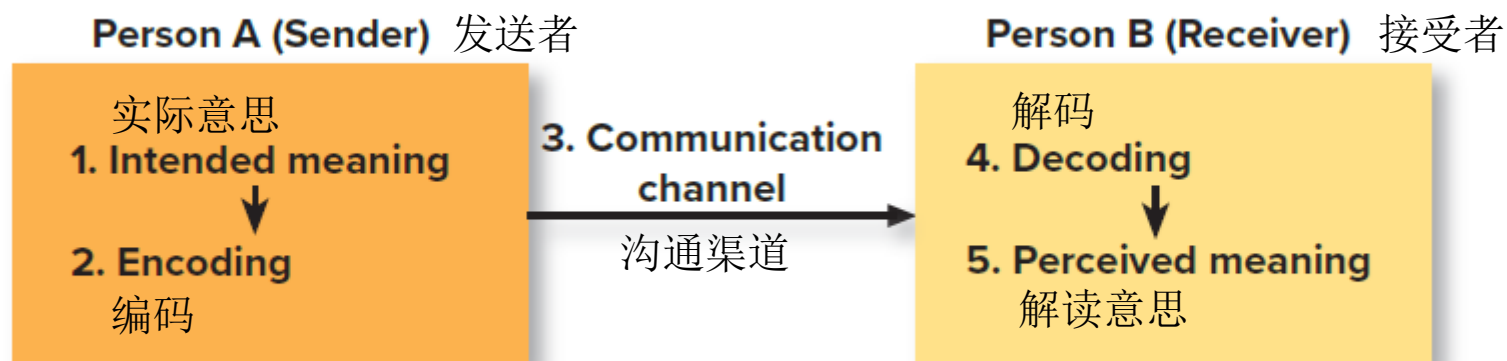 Person A (Sender) 发送者
实际意思
1. Intended meaning
2. Encoding
编码
3. Communication
channel
沟通渠道
Person B (Receiver) 接受者
解码
4. Decoding
5. Perceived meaning
解读意思